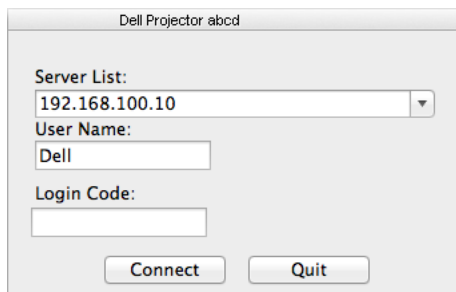 Dell Projector abcd
Server List:
192.168.100.10
User Name:
Dell
Login Code:
Connect Quit